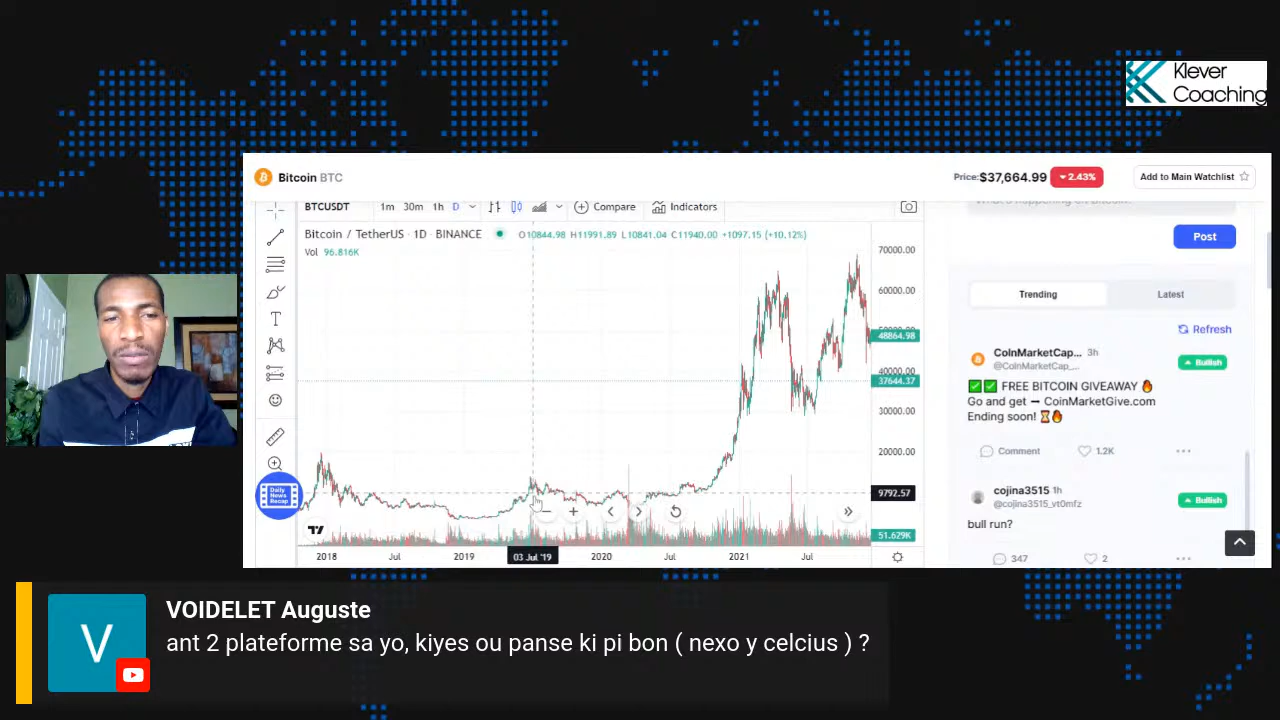 Klever
Coaching
Bitcoin BTC
Price:$37,664.99 2.43% Add to Main Watchlist
BTCUSDT 1m 30m 1h D Compare Indicators
Bitcoin / TetherUS · 1D · BINANCE O10844.98 H11991.89 L10841.04 C11940.00 +1097.15 (+10.12%)
Vol 96.816K
70000.00
60000.00
48864.98
40000.00
37644.37
30000.00
20000.00
9792.57
51.629K
2018 Jul 2019 03 Jul '19 2020 Jul 2021 Jul
Daily
News
Recap
Post
Trending Latest
Refresh
CoinMarketCap... 3h
@CoinMarketCap_... Bullish
✅✅ FREE BITCOIN GIVEAWAY 🔥
Go and get ━ CoinMarketGive.com
Ending soon! ⏳🔥
Comment 1.2K
cojina3515 1h
@cojina3515_vt0mfz Bullish
bull run?
347 2
V
VOIDELET Auguste
ant 2 plateforme sa yo, kiyes ou panse ki pi bon ( nexo y celcius ) ?